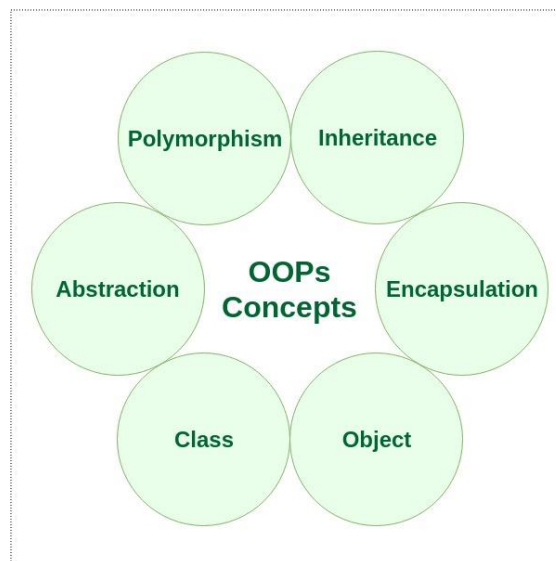 Polymorphism
Inheritance
Abstraction
OOPs
Concepts
Encapsulation
Class
Object